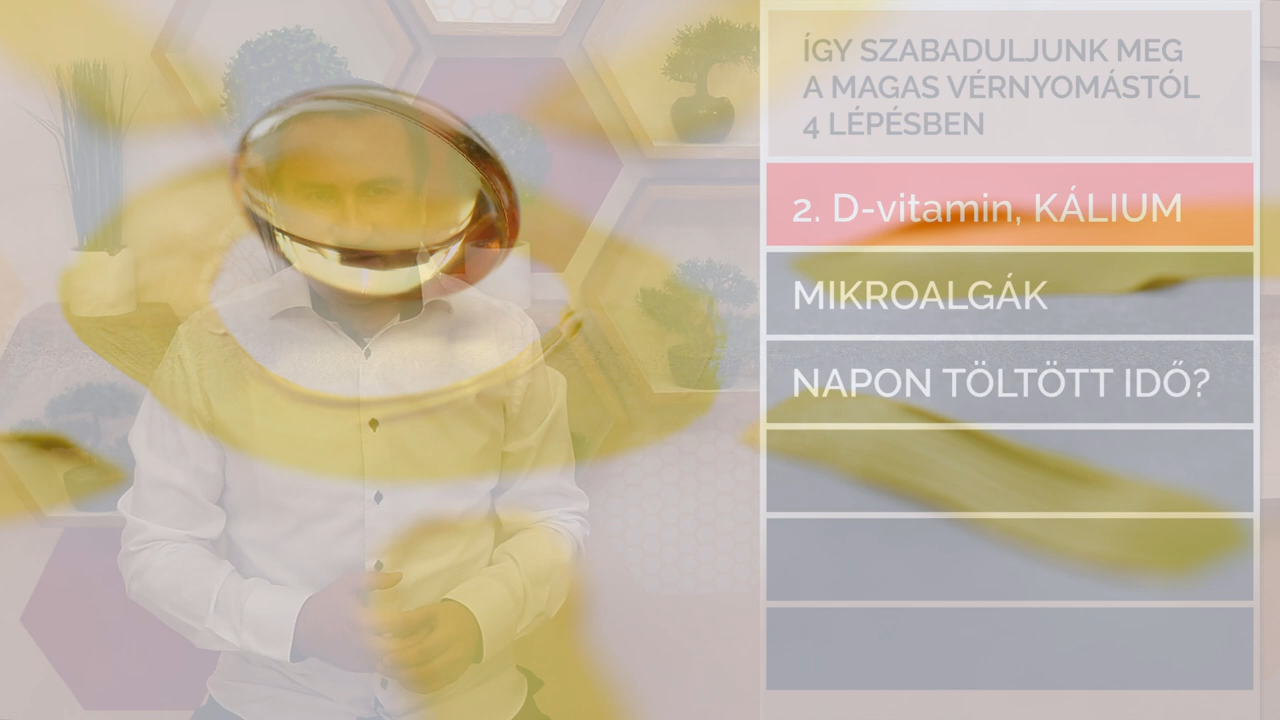 ÍGY SZABADULJUNK MEG
A MAGAS VÉRNYOMÁSTÓL
4 LÉPÉSBEN
2. D-vitamin, KÁLIUM
MIKROALGÁK
NAPON TÖLTÖTT IDŐ?